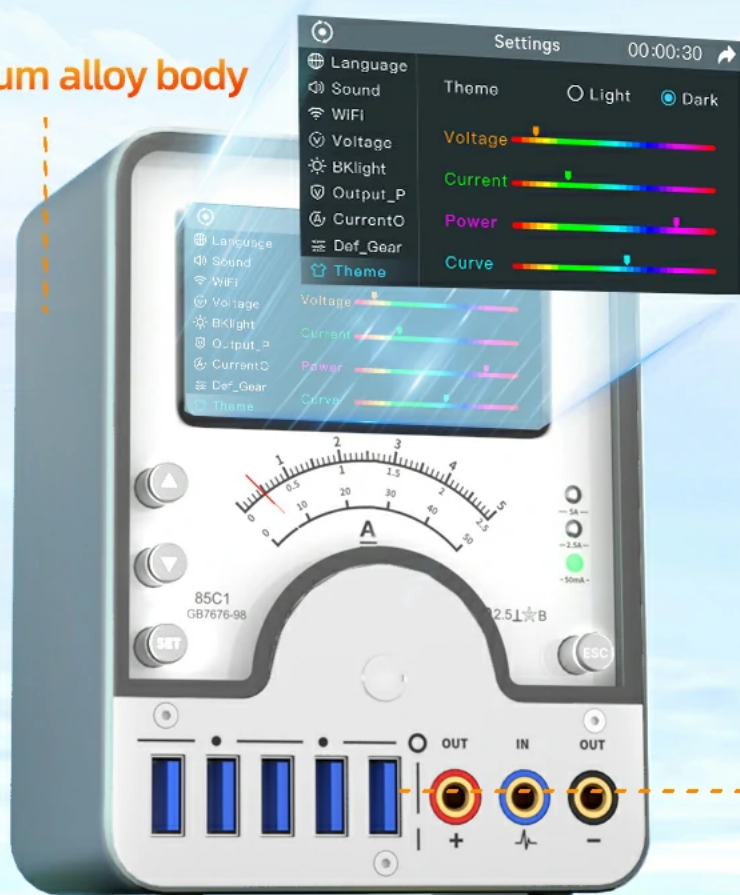 um alloy body
Settings 00:00:30
Language
Sound
WiFi
Voltage
BKlight
Output_P
CurrentO
Def_Gear
Theme
Theme Light Dark
Voltage
Current
Power
Curve
Language
Sound
WiFi
Voltage
BKlight
Output_P
CurrentO
Def_Gear
Theme
Voltage
Current
Power
Curve
0 1 2 3 4 5
0.5 1 1.5 2 2.5
0 10 20 30 40 50
A
5A
2.5A
50mA
85C1
GB7676-98
2.5⊥☆B
SET
ESC
OUT IN OUT
+ −